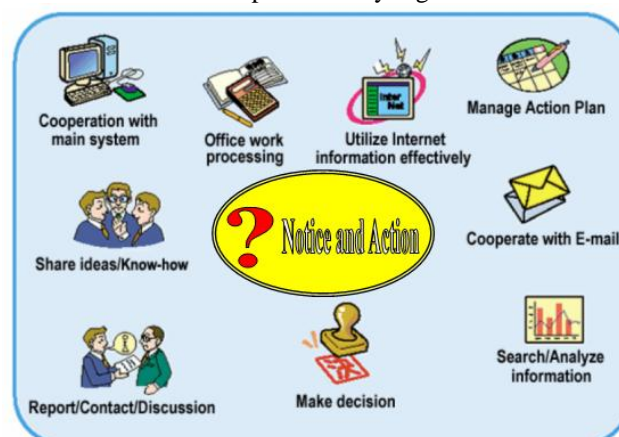 Cooperation with
main system
Office work
processing
Inter
Net
Utilize Internet
information effectively
Manage Action Plan
Share ideas/Know-how
? Notice and Action
Cooperate with E-mail
Report/Contact/Discussion
Make decision
Search/Analyze
information